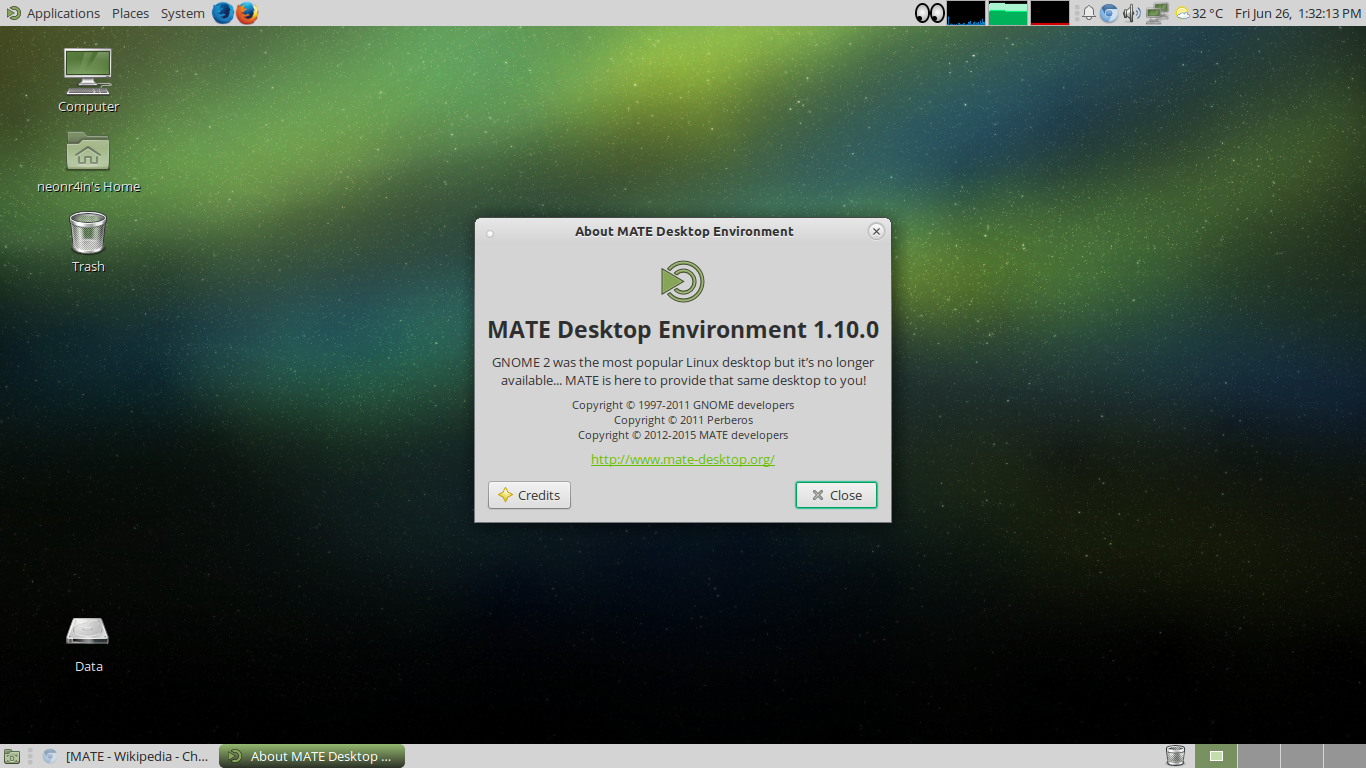 Applications Places System 32 °C Fri Jun 26, 1:32:13 PM
Computer
neonr4in's Home
Trash
About MATE Desktop Environment
MATE Desktop Environment 1.10.0
GNOME 2 was the most popular Linux desktop but it’s no longer
available... MATE is here to provide that same desktop to you!
Copyright © 1997-2011 GNOME developers
Copyright © 2011 Perberos
Copyright © 2012-2015 MATE developers
http://www.mate-desktop.org/
Credits Close
Data
[MATE - Wikipedia - Ch... About MATE Desktop ...